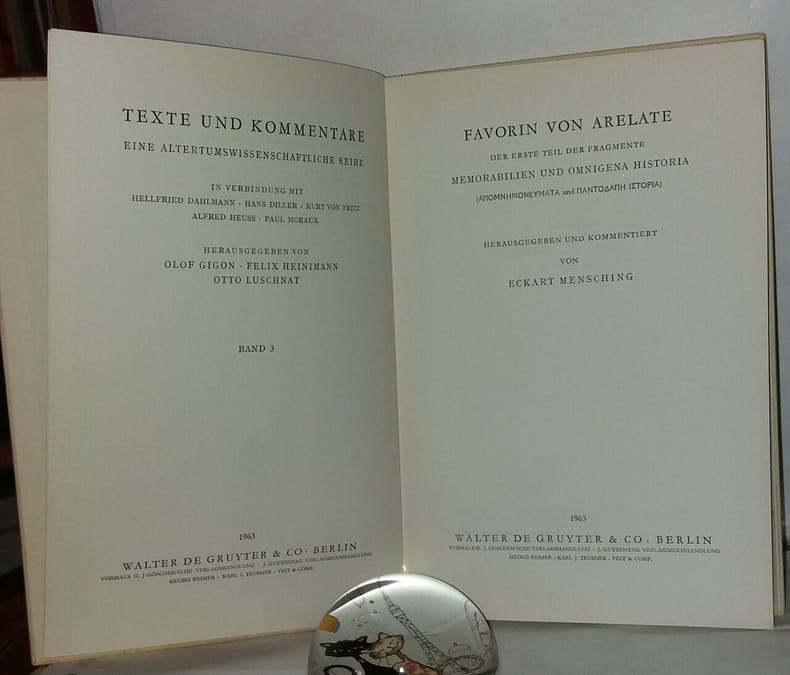 TEXTE UND KOMMENTARE
EINE ALTERTUMSWISSENSCHAFTLICHE REIHE
IN VERBINDUNG MIT
HELLFRIED DAHLMANN · HANS DILLER · KURT VON FRITZ
ALFRED HEUSS · PAUL MORAUX
HERAUSGEGEBEN VON
OLOF GIGON · FELIX HEINIMANN
OTTO LUSCHNAT
BAND 3
1963
WALTER DE GRUYTER & CO · BERLIN
VORMALS G. J GÖSCHEN'SCHE VERLAGSHANDLUNG · J. GUTTENTAG VERLAGSBUCHHANDLUNG
GEORG REIMER · KARL J. TRÜBNER · VEIT & COMP.
FAVORIN VON ARELATE
DER ERSTE TEIL DER FRAGMENTE
MEMORABILIEN UND OMNIGENA HISTORIA
(ΑΠΟΜΝΗΜΟΝΕΥΜΑΤΑ und ΠΑΝΤΟΔΑΠΗ ΙΣΤΟΡΙΑ)
HERAUSGEGEBEN UND KOMMENTIERT
VON
ECKART MENSCHING
1963
WALTER DE GRUYTER & CO · BERLIN
VORMALS G. J. GÖSCHEN'SCHE VERLAGSHANDLUNG · J. GUTTENTAG VERLAGSBUCHHANDLUNG
GEORG REIMER · KARL J. TRÜBNER · VEIT & COMP.